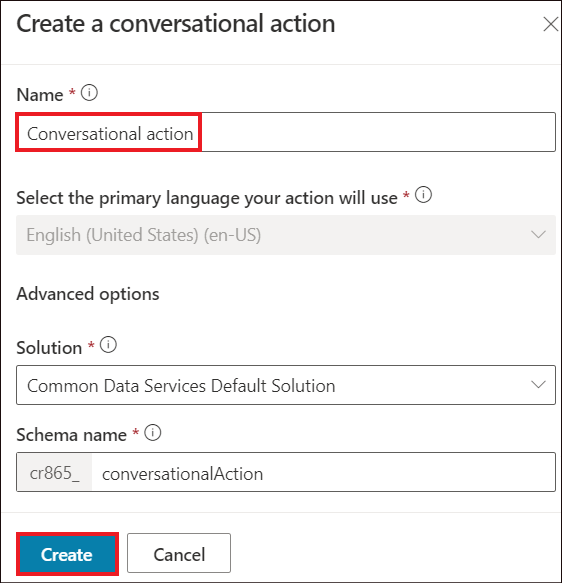 Create a conversational action
Name *
Conversational action
Select the primary language your action will use *
English (United States) (en-US)
Advanced options
Solution *
Common Data Services Default Solution
Schema name *
cr865_ conversationalAction
Create Cancel